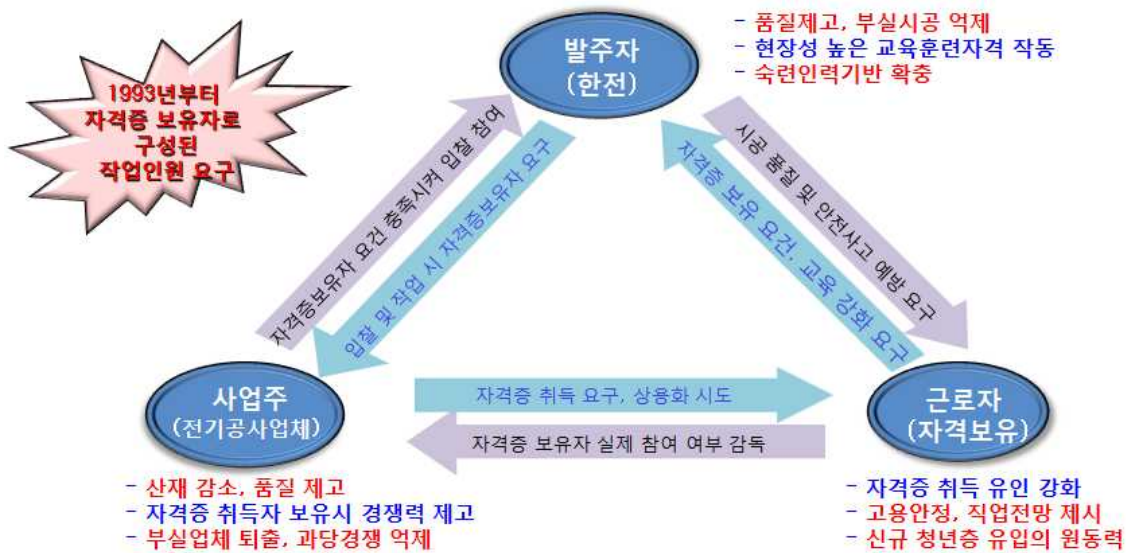 1993년부터
자격증 보유자로
구성된
작업인원 요구
발주자
(한전)
- 품질제고, 부실시공 억제
- 현장성 높은 교육훈련자격 작동
- 숙련인력기반 확충
자격증보유자 요건 충족시켜 입찰 참여
입찰 및 작업 시 자격증보유자 요구
시공 품질 및 안전사고 예방 요구
자격증 보유 요건, 교육 강화 요구
사업주
(전기공사업체)
자격증 취득 요구, 상용화 시도
자격증 보유자 실제 참여 여부 감독
근로자
(자격보유)
- 산재 감소, 품질 제고
- 자격증 취득자 보유시 경쟁력 제고
- 부실업체 퇴출, 과당경쟁 억제
- 자격증 취득 유인 강화
- 고용안정, 직업전망 제시
- 신규 청년층 유입의 원동력